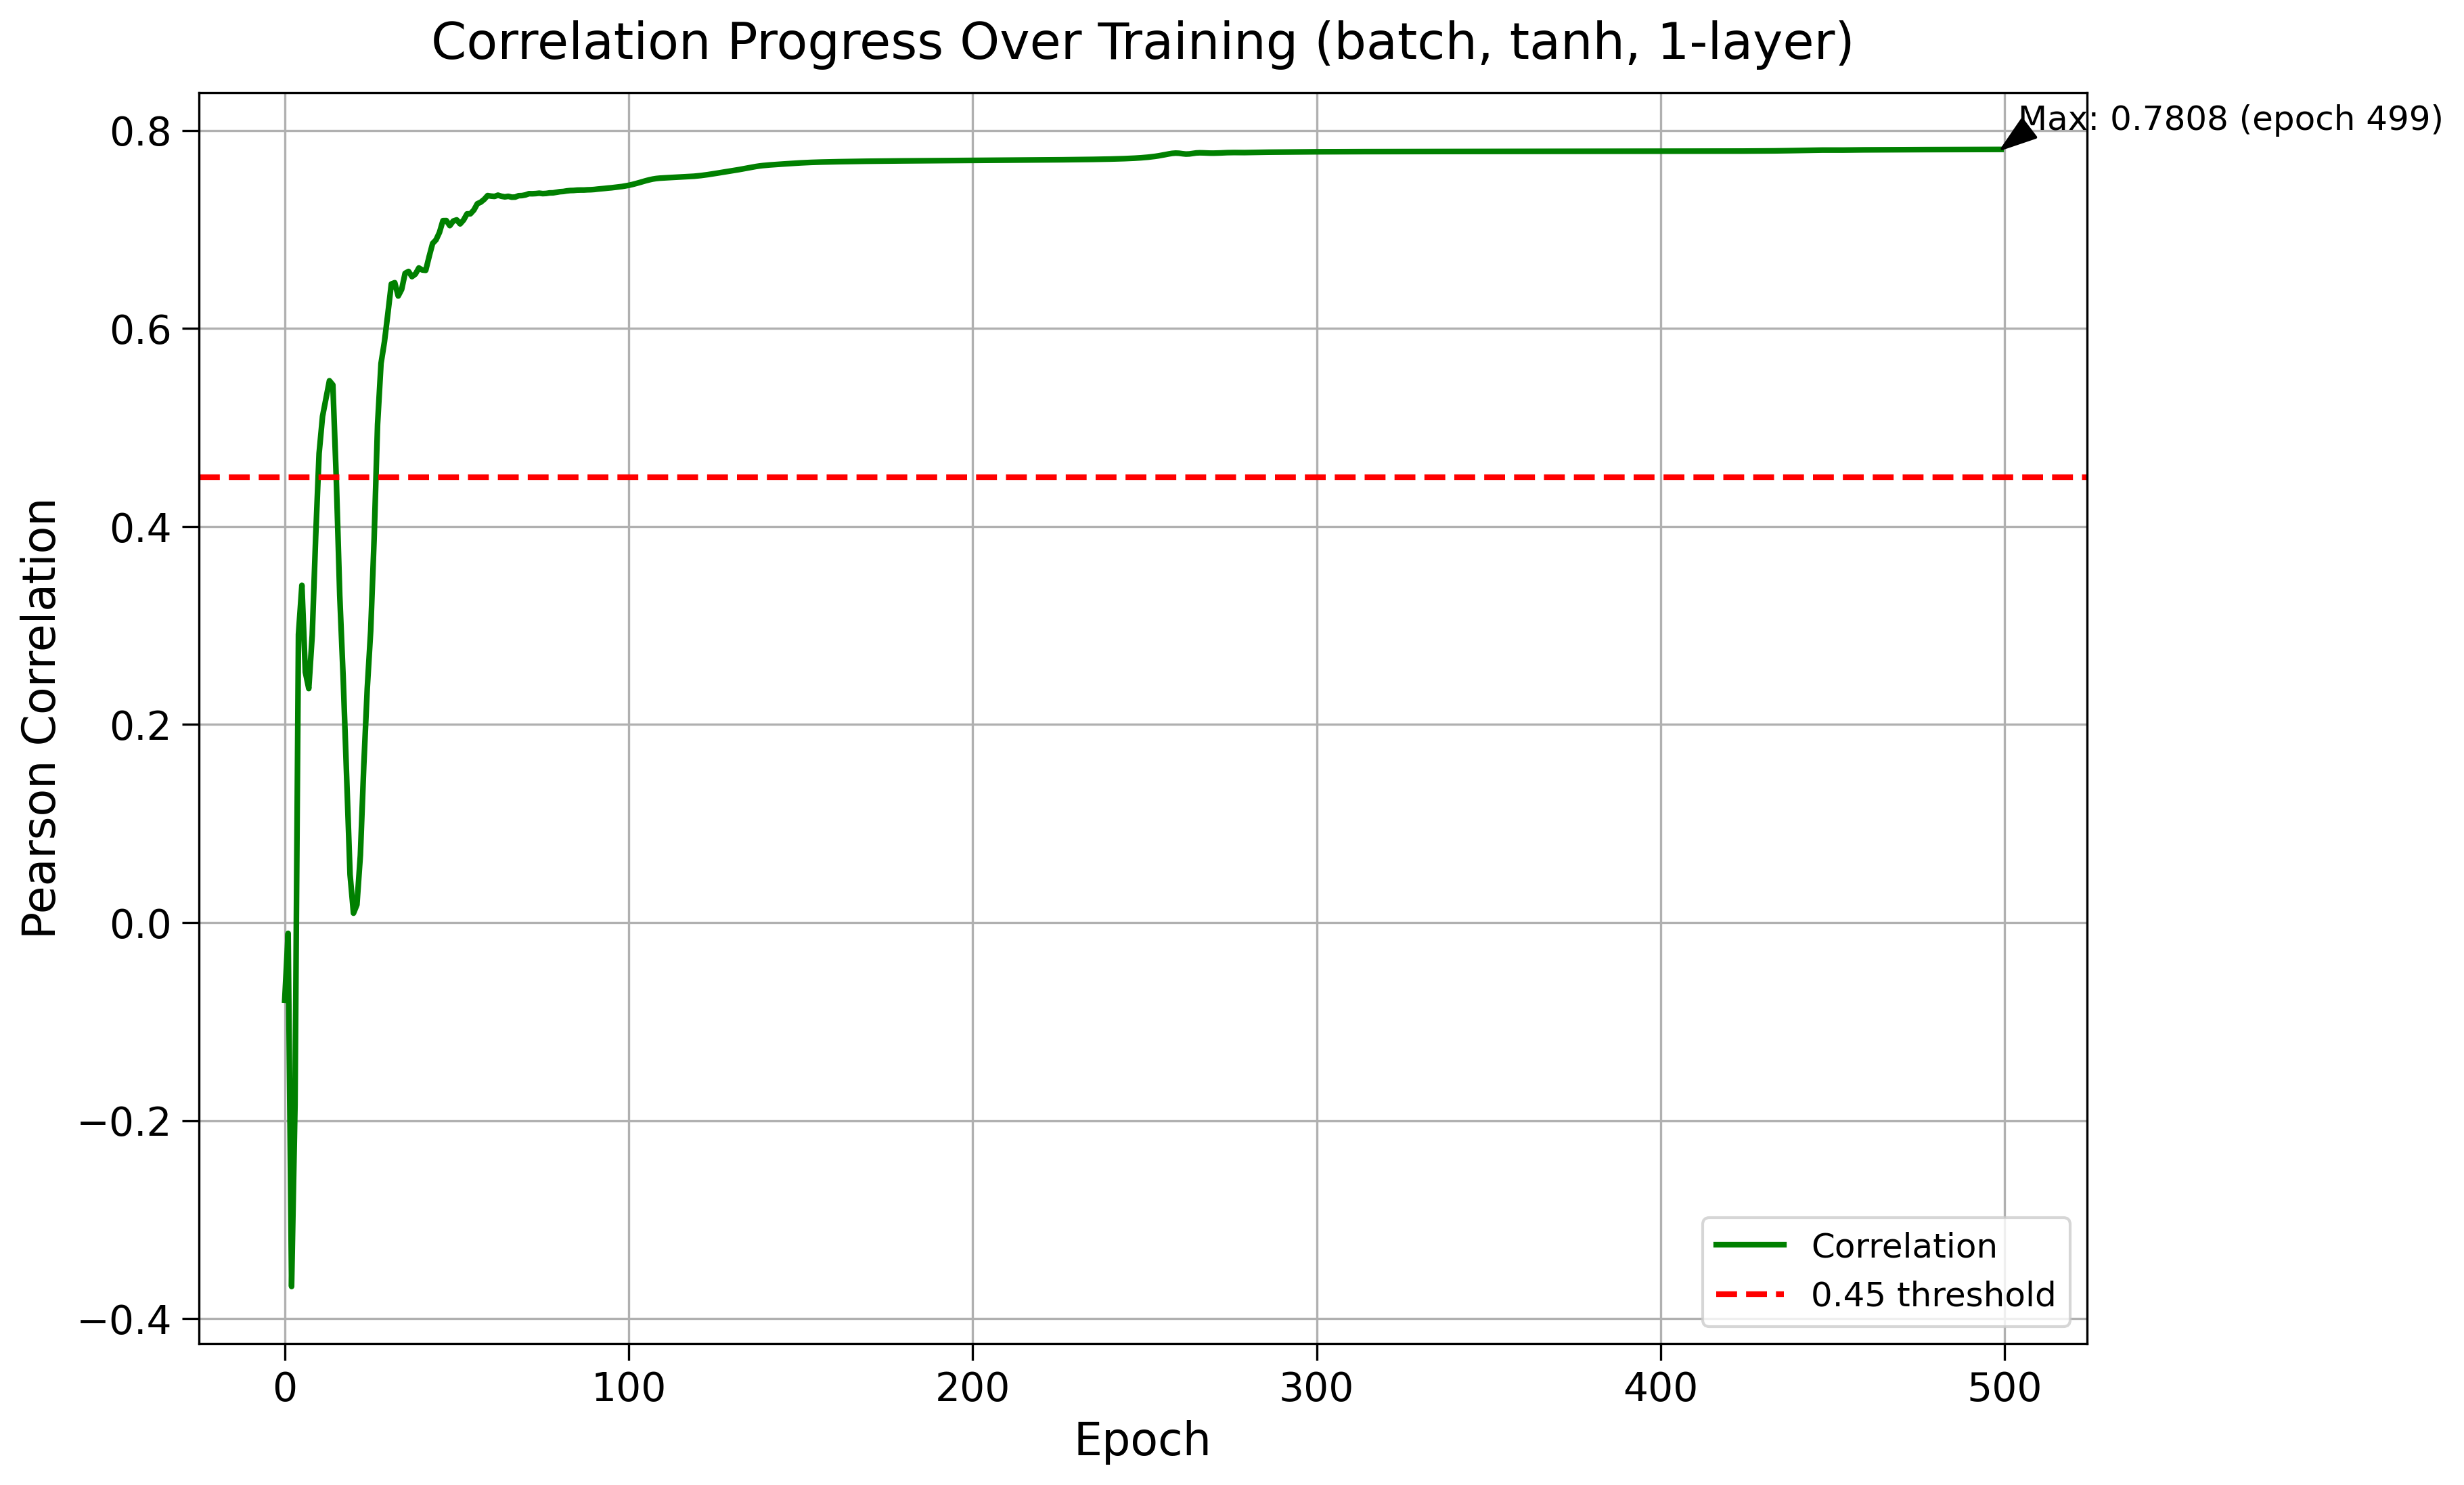 Correlation Progress Over Training (batch, tanh, 1-layer)
Max: 0.7808 (epoch 499)
0.8
0.6
0.4
0.2
0.0
−0.2
−0.4
Pearson Correlation
Correlation
0.45 threshold
0 100 200 300 400 500
Epoch